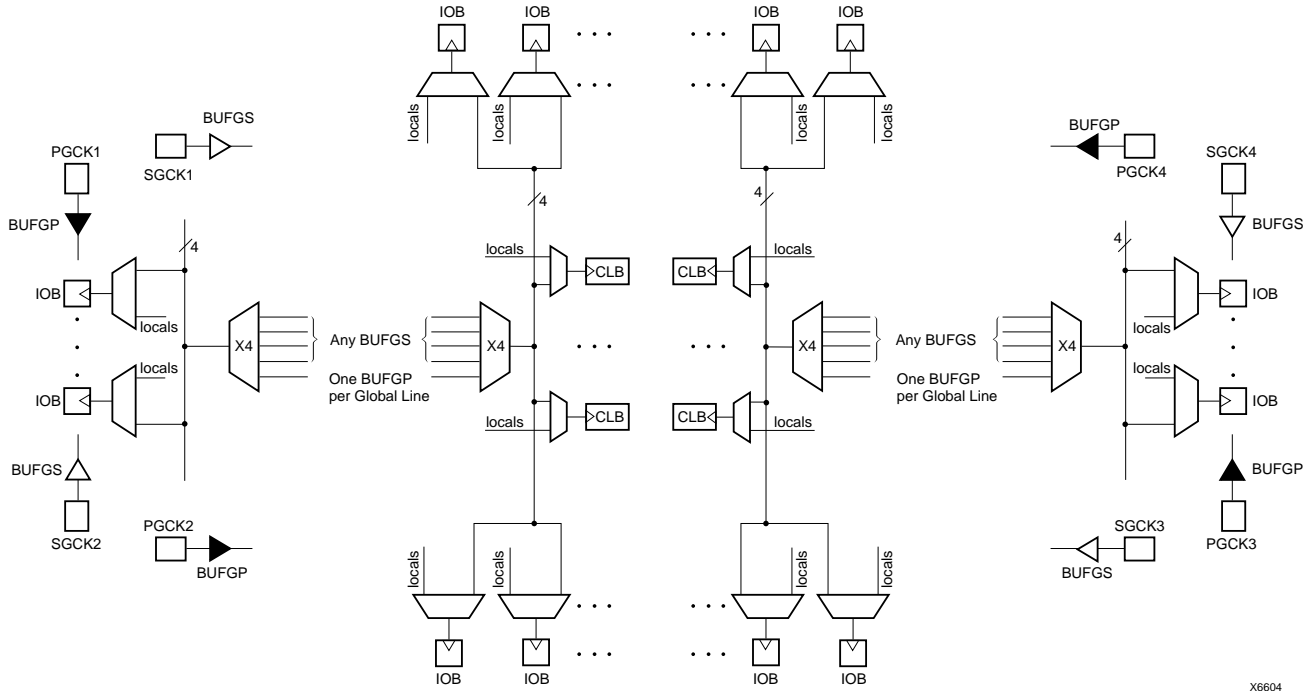 IOB IOB • • • • • • IOB IOB
• • • • • •
locals locals locals locals
BUFGS BUFGP
PGCK1 SGCK4
SGCK1 PGCK4
4 4
BUFGP 4 4 BUFGS
locals CLB CLB locals
IOB IOB
locals locals
X4 Any BUFGS X4 • • • • • • X4 Any BUFGS X4
locals locals
One BUFGP One BUFGP
per Global Line per Global Line
IOB CLB CLB IOB
locals locals
BUFGS BUFGP
PGCK2 SGCK3
SGCK2 PGCK3
BUFGP BUFGS
locals locals locals locals
• • • • • •
• • • • • •
IOB IOB IOB IOB
X6604